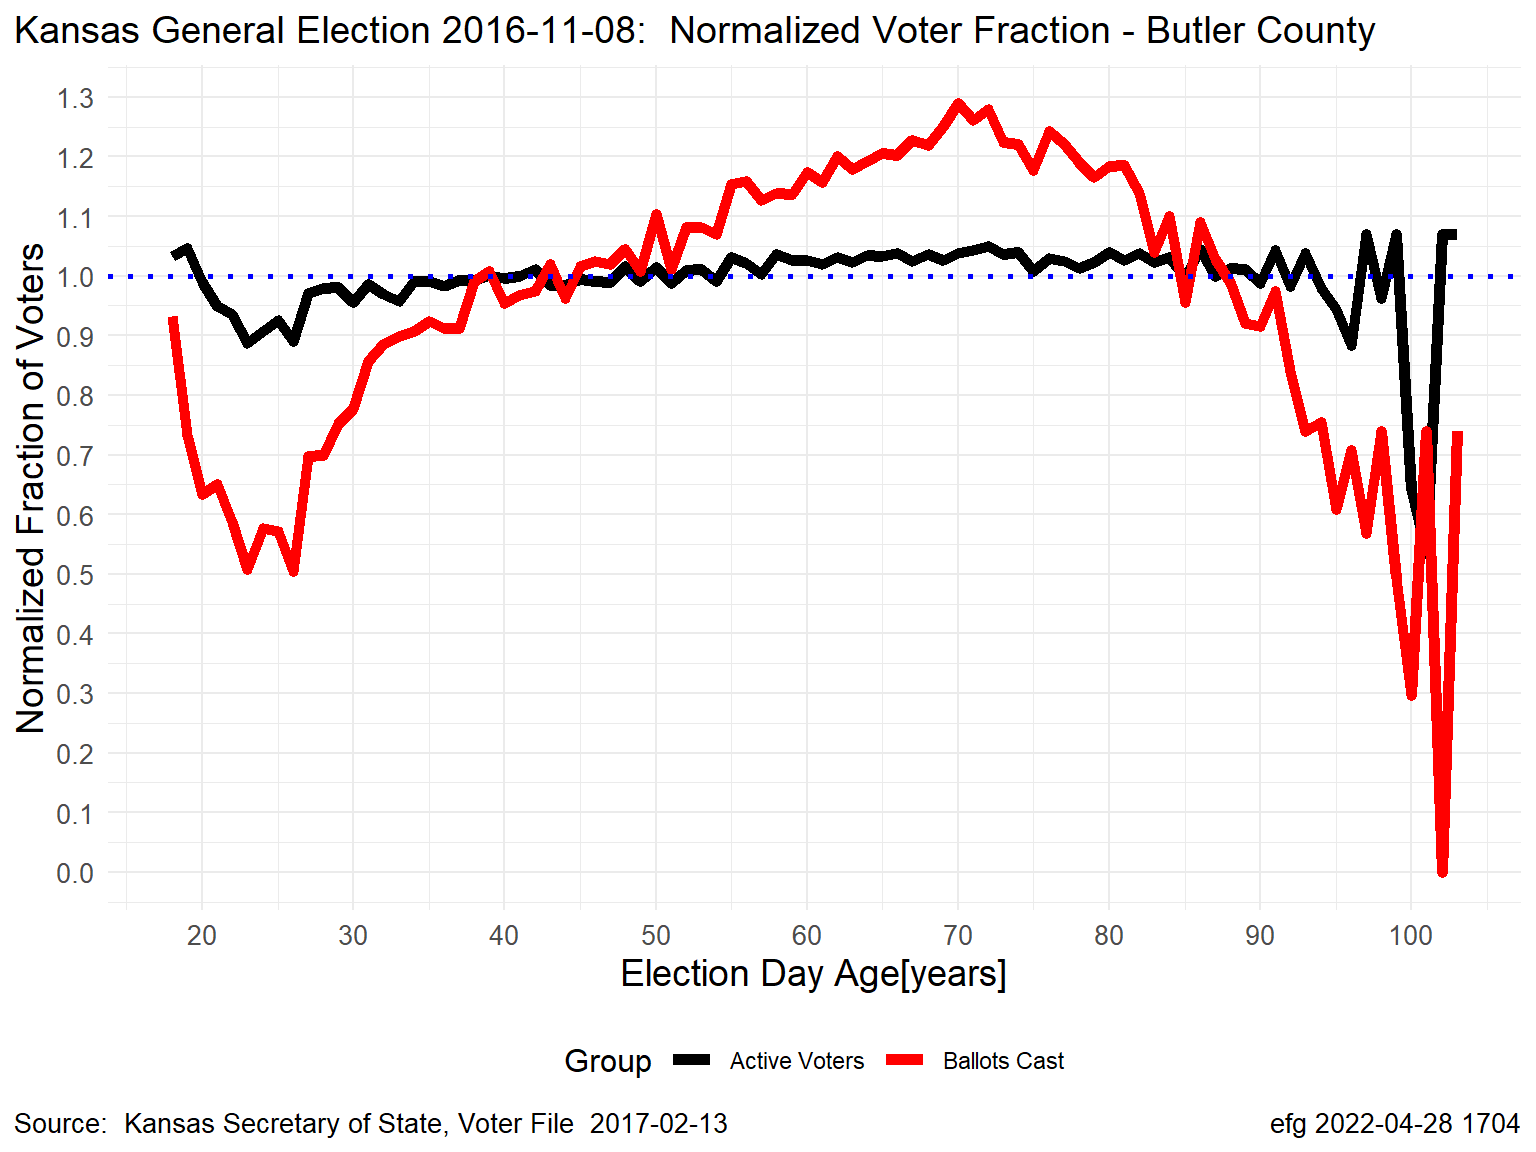 Kansas General Election 2016-11-08:  Normalized Voter Fraction - Butler County
Normalized Fraction of Voters
1.3
1.2
1.1
1.0
0.9
0.8
0.7
0.6
0.5
0.4
0.3
0.2
0.1
0.0
20 30 40 50 60 70 80 90 100
Election Day Age[years]
Group Active Voters Ballots Cast
Source:  Kansas Secretary of State, Voter File  2017-02-13 efg 2022-04-28 1704